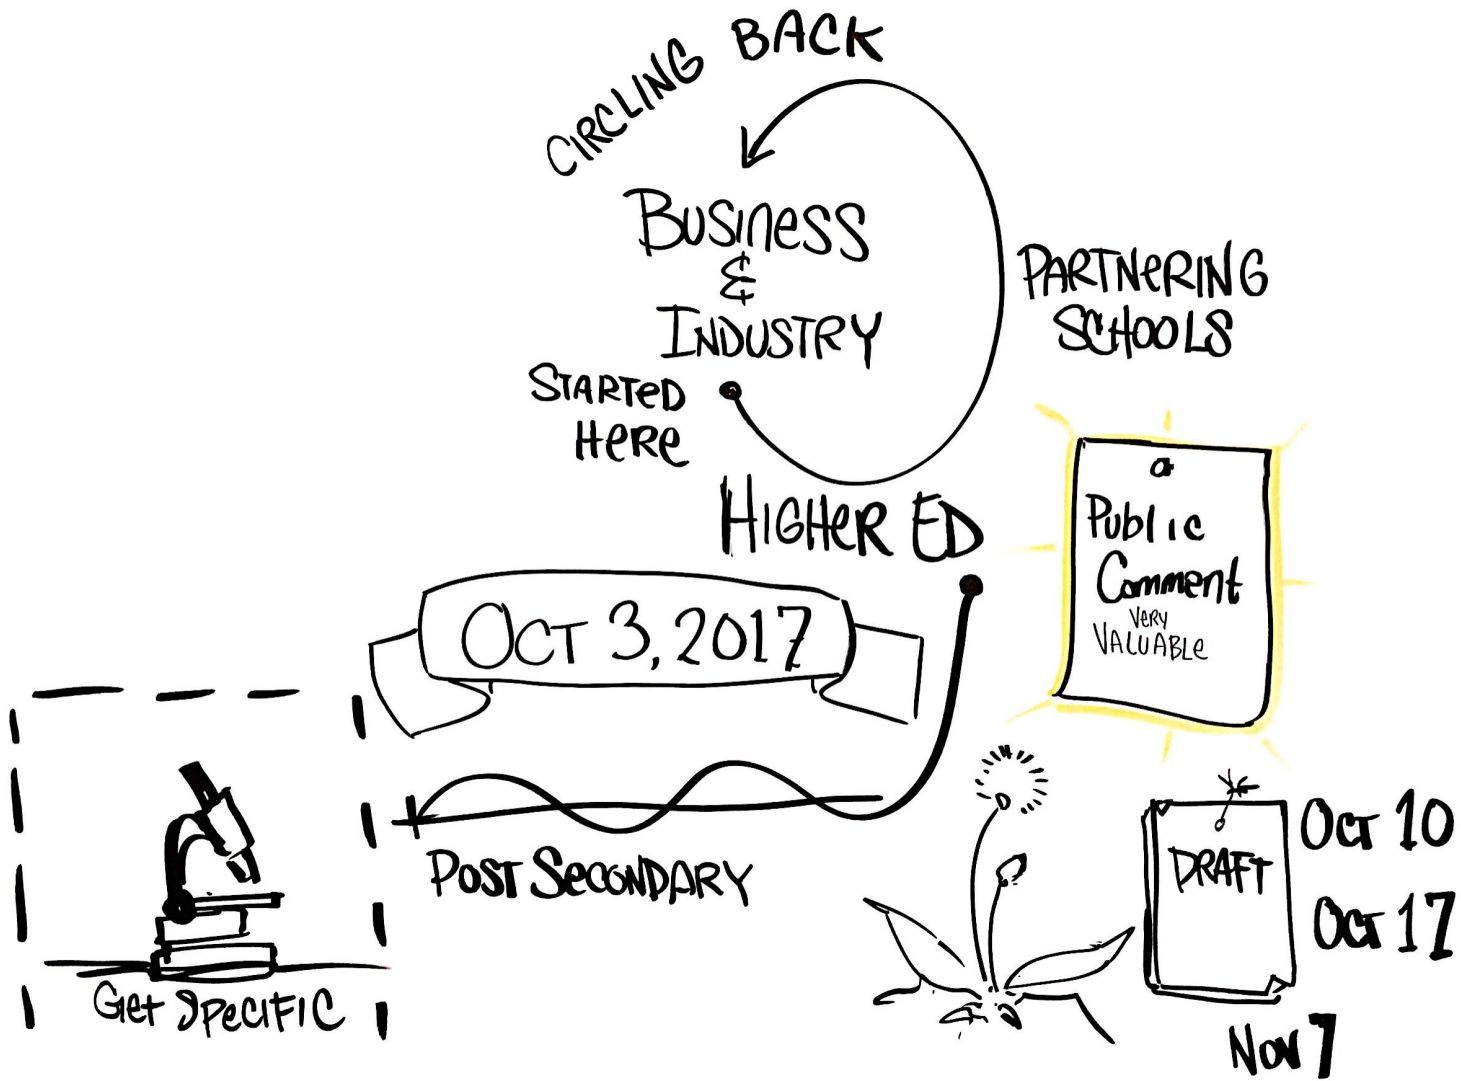 CIRCLING BACK
BUSINESS
&
INDUSTRY
STARTED
HERE
PARTNERING
SCHOOLS
HIGHER ED
Public
Comment
VERY
VALUABLE
OCT 3, 2017
POST SECONDARY
GET SPECIFIC
DRAFT
OCT 10
OCT 17
NOV 7